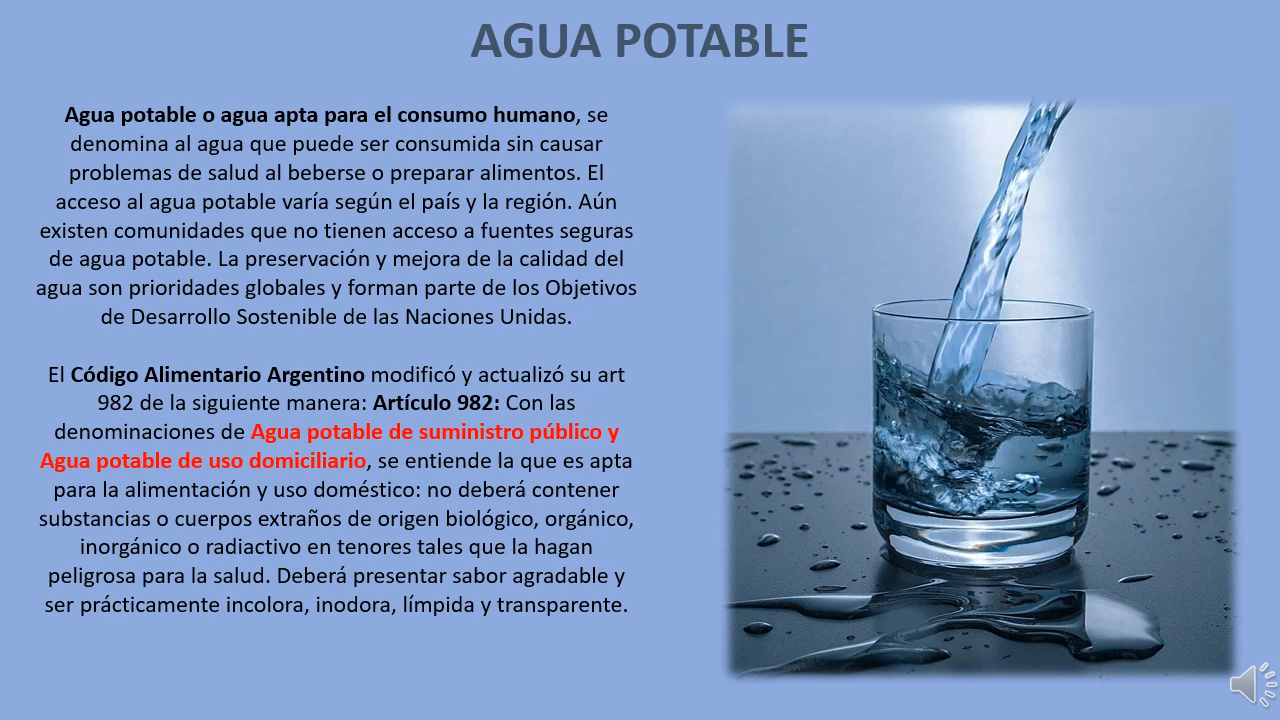 AGUA POTABLE
Agua potable o agua apta para el consumo humano, se
denomina al agua que puede ser consumida sin causar
problemas de salud al beberse o preparar alimentos. El
acceso al agua potable varía según el país y la región. Aún
existen comunidades que no tienen acceso a fuentes seguras
de agua potable. La preservación y mejora de la calidad del
agua son prioridades globales y forman parte de los Objetivos
de Desarrollo Sostenible de las Naciones Unidas.
El Código Alimentario Argentino modificó y actualizó su art
982 de la siguiente manera: Artículo 982: Con las
denominaciones de Agua potable de suministro público y
Agua potable de uso domiciliario, se entiende la que es apta
para la alimentación y uso doméstico: no deberá contener
substancias o cuerpos extraños de origen biológico, orgánico,
inorgánico o radiactivo en tenores tales que la hagan
peligrosa para la salud. Deberá presentar sabor agradable y
ser prácticamente incolora, inodora, límpida y transparente.